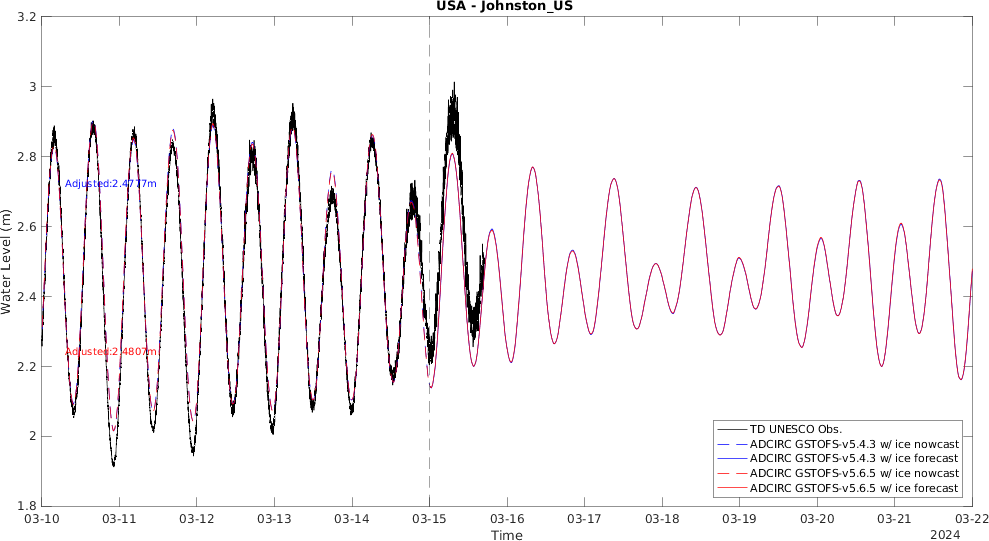 USA - Johnston_US
3.2
3
2.8
2.6
2.4
2.2
2
1.8
Water Level (m)
Adjusted:2.4777m
Adjusted:2.4807m
TD UNESCO Obs.
ADCIRC GSTOFS-v5.4.3 w/ ice nowcast
ADCIRC GSTOFS-v5.4.3 w/ ice forecast
ADCIRC GSTOFS-v5.6.5 w/ ice nowcast
ADCIRC GSTOFS-v5.6.5 w/ ice forecast
03-10 03-11 03-12 03-13 03-14 03-15 03-16 03-17 03-18 03-19 03-20 03-21 03-22
Time
2024